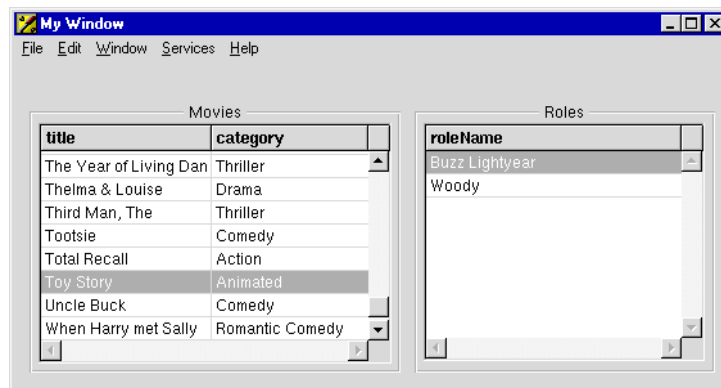 My Window
File Edit Window Services Help
Movies
title category
The Year of Living Dan Thriller
Thelma & Louise Drama
Third Man, The Thriller
Tootsie Comedy
Total Recall Action
Toy Story Animated
Uncle Buck Comedy
When Harry met Sally Romantic Comedy
Roles
roleName
Buzz Lightyear
Woody